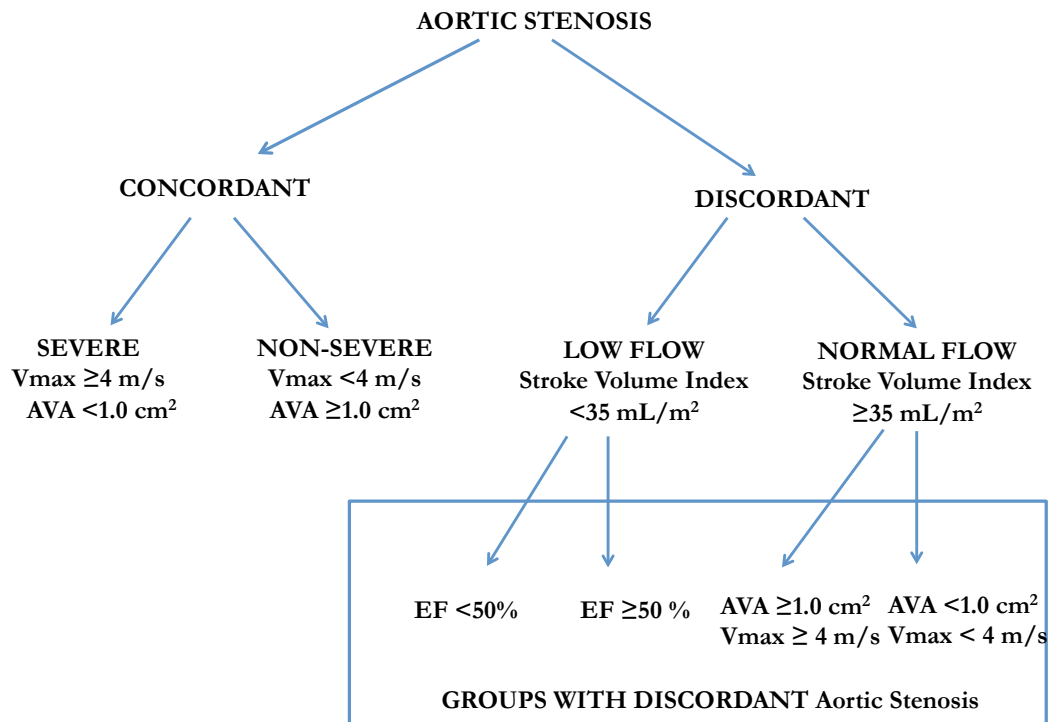 AORTIC STENOSIS
CONCORDANT
DISCORDANT
SEVERE
Vmax ≥4 m/s
AVA <1.0 cm²
NON-SEVERE
Vmax <4 m/s
AVA ≥1.0 cm²
LOW FLOW
Stroke Volume Index
<35 mL/m²
NORMAL FLOW
Stroke Volume Index
≥35 mL/m²
EF <50%
EF ≥50 %
AVA ≥1.0 cm²
Vmax ≥ 4 m/s
AVA <1.0 cm²
Vmax < 4 m/s
GROUPS WITH DISCORDANT Aortic Stenosis